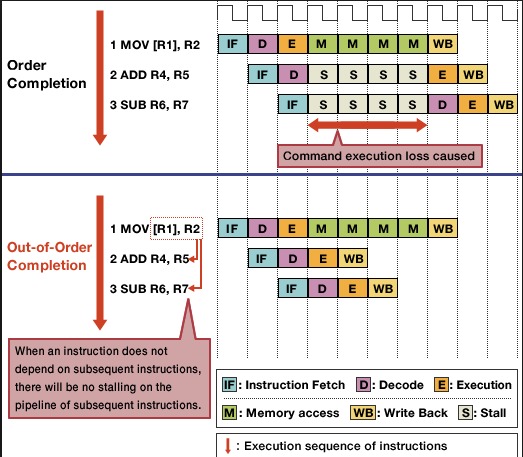 Order
Completion
1 MOV [R1], R2
IF D E M M M M WB
2 ADD R4, R5
IF D S S S S E WB
3 SUB R6, R7
IF S S S S D E WB
Command execution loss caused
Out-of-Order
Completion
1 MOV [R1], R2
IF D E M M M M WB
2 ADD R4, R5
IF D E WB
3 SUB R6, R7
IF D E WB
When an instruction does not
depend on subsequent instructions,
there will be no stalling on the
pipeline of subsequent instructions.
IF : Instruction Fetch D : Decode E : Execution
M : Memory access WB : Write Back S : Stall
: Execution sequence of instructions